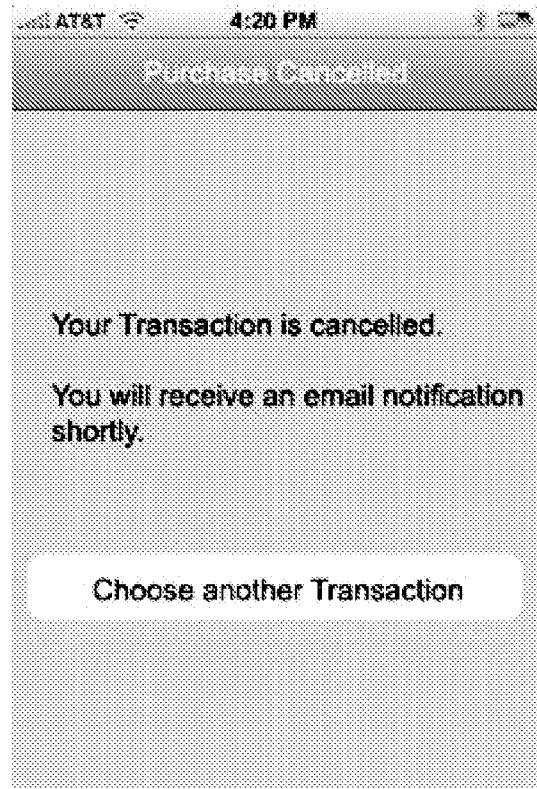 AT&T 4:20 PM
Purchase Cancelled
Your Transaction is cancelled.
You will receive an email notification
shortly.
Choose another Transaction